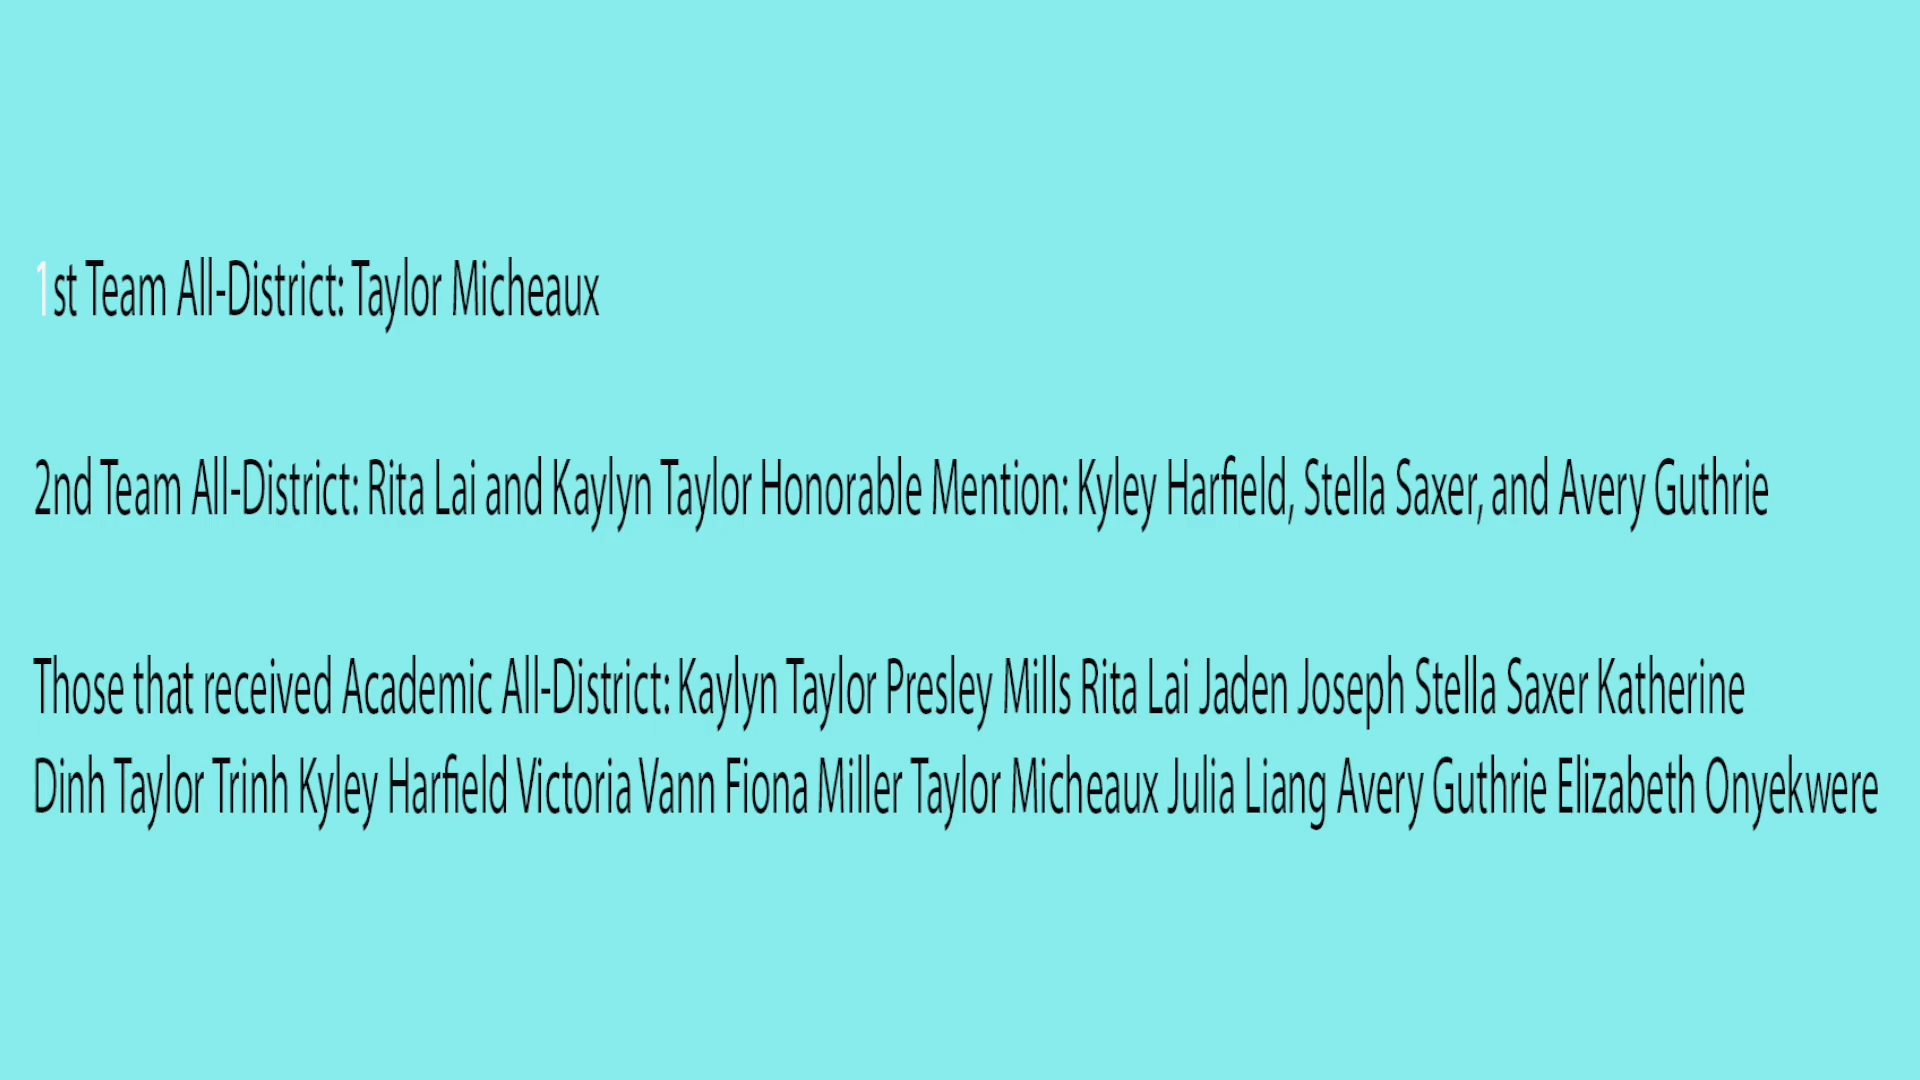 1st Team All-District: Taylor Micheaux
2nd Team All-District: Rita Lai and Kaylyn Taylor Honorable Mention: Kyley Harfield, Stella Saxer, and Avery Guthrie
Those that received Academic All-District: Kaylyn Taylor Presley Mills Rita Lai Jaden Joseph Stella Saxer Katherine
Dinh Taylor Trinh Kyley Harfield Victoria Vann Fiona Miller Taylor Micheaux Julia Liang Avery Guthrie Elizabeth Onyekwere